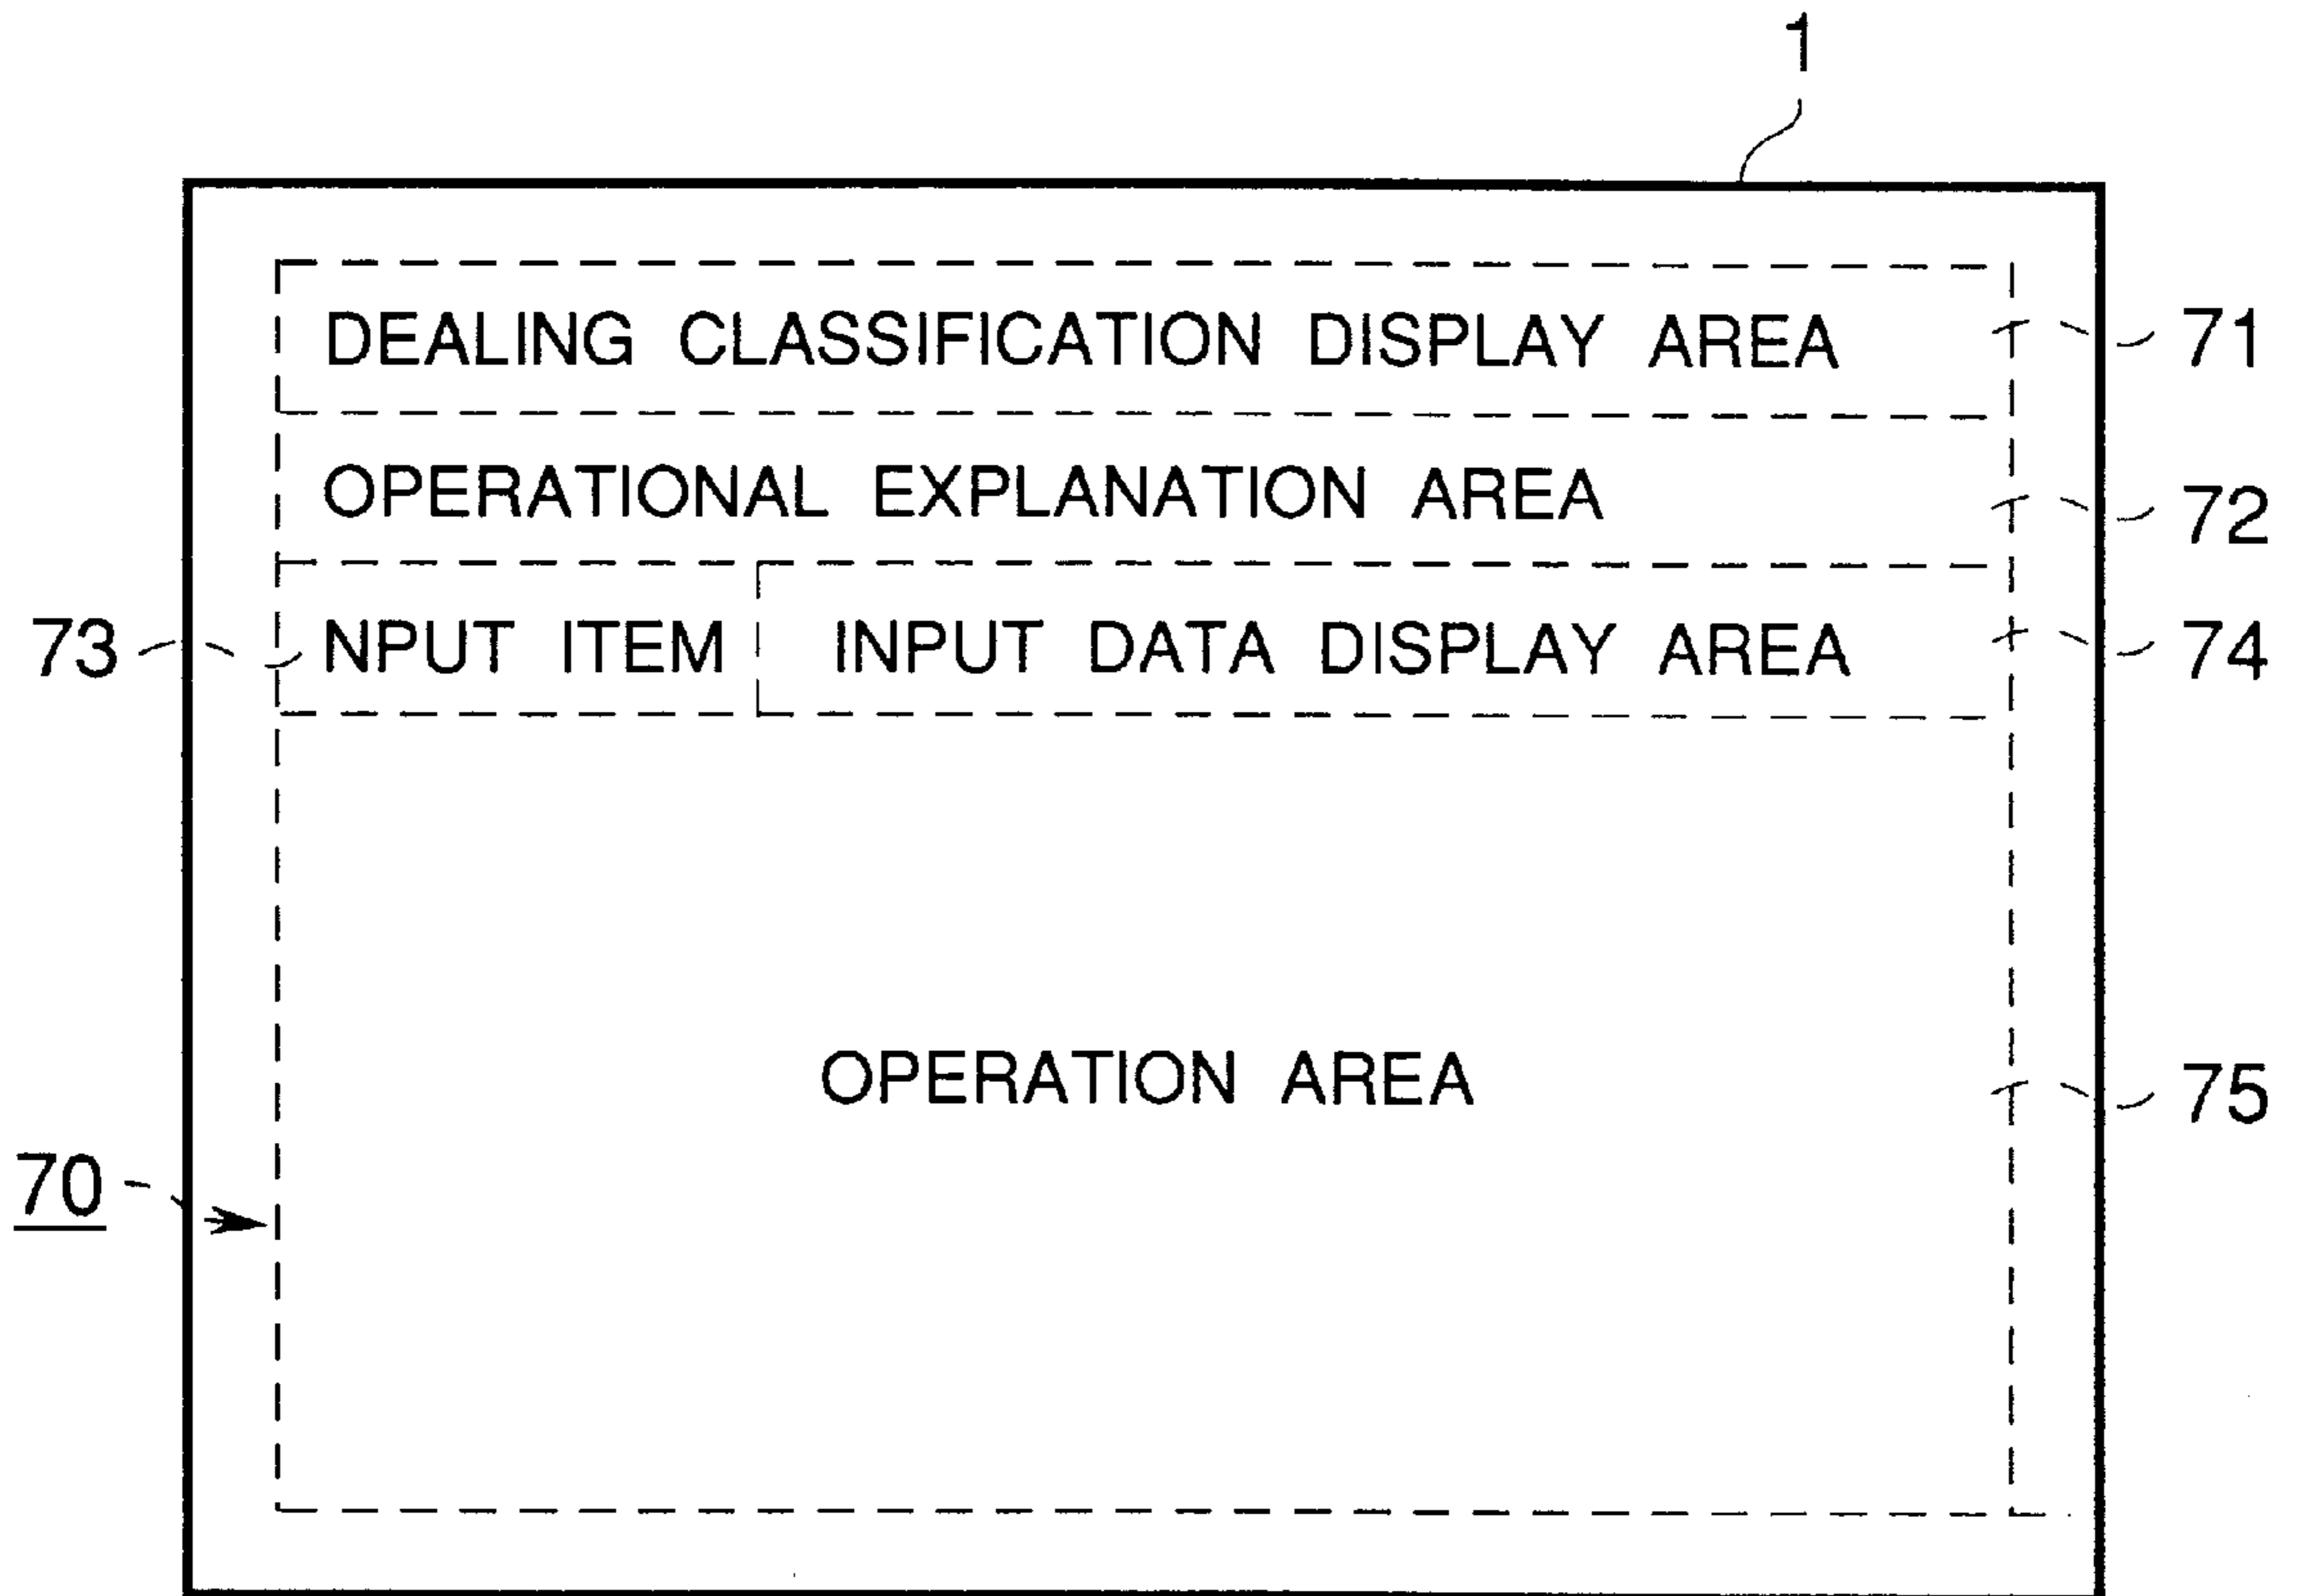 1
DEALING CLASSIFICATION DISPLAY AREA 71
OPERATIONAL EXPLANATION AREA 72
73 NPUT ITEM INPUT DATA DISPLAY AREA 74
OPERATION AREA 75
70